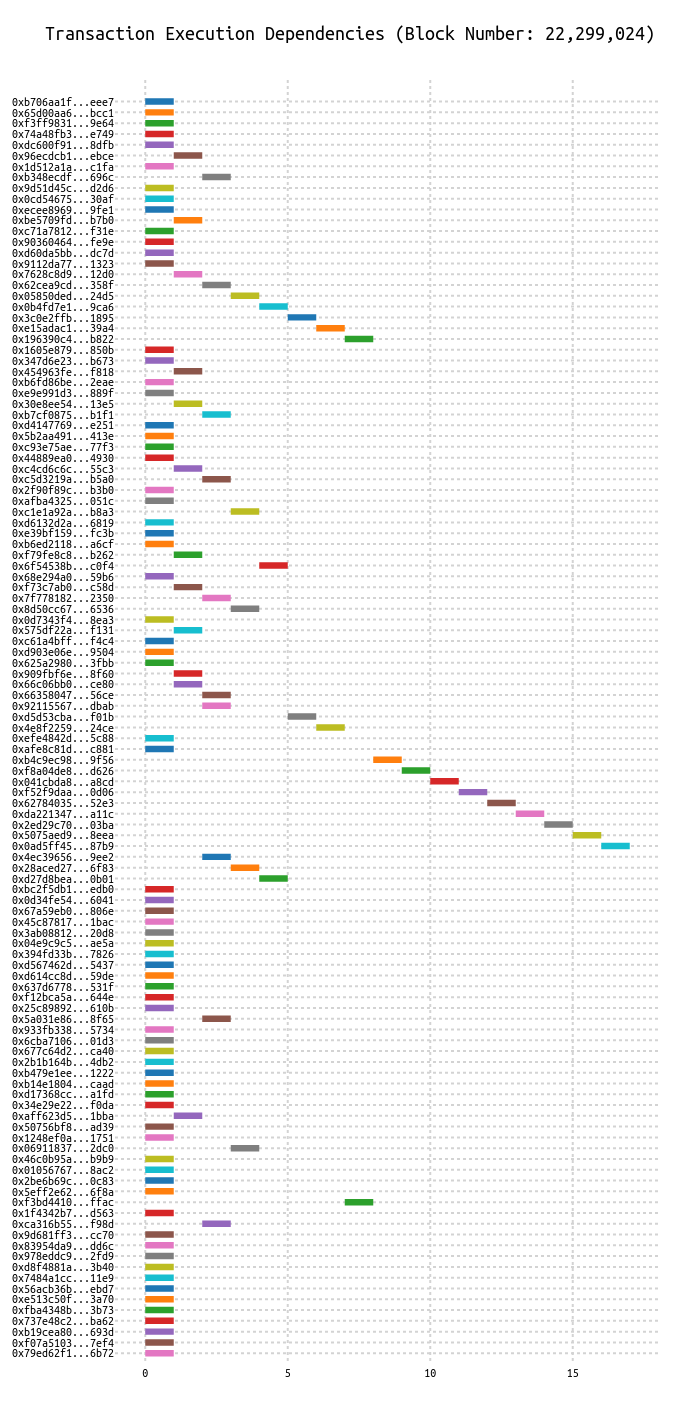 Transaction Execution Dependencies (Block Number: 22,299,024)
0xb706aa1f...eee7
0x65d00aa6...bcc1
0xf3ff9831...9e64
0x74a48fb3...e749
0xdc600f91...8dfb
0x96ecdcb1...ebce
0x1d512a1a...c1fa
0xb348ecdf...696c
0x9d51d45c...d2d6
0x0cd54675...30af
0xecee8969...9fe1
0xbe5709fd...b7b0
0xc71a7812...f31e
0x90360464...fe9e
0xd60da5bb...dc7d
0x9112da77...1323
0x7628c8d9...12d0
0x62cea9cd...358f
0x05850ded...24d5
0x0b4fd7e1...9ca6
0x3c0e2ffb...1895
0xe15adac1...39a4
0x196390c4...b822
0x1605e879...850b
0x347d6e23...b673
0x454963fe...f818
0xb6fd86be...2eae
0xe9e991d3...889f
0x30e8ee54...13e5
0xb7cf0875...b1f1
0xd4147769...e251
0x5b2aa491...413e
0xc93e75ae...77f3
0x44889ea0...4930
0xc4cd6c6c...55c3
0xc5d3219a...b5a0
0x2f90f89c...b3b0
0xafba4325...051c
0xc1e1a92a...b8a3
0xd6132d2a...6819
0xe39bf159...fc3b
0xb6ed2118...a6cf
0xf79fe8c8...b262
0x6f54538b...c0f4
0x68e294a0...59b6
0xf73c7ab0...c58d
0x7f778182...2350
0x8d50cc67...6536
0x0d7343f4...8ea3
0x575df22a...f131
0xc61a4bff...f4c4
0xd903e06e...9504
0x625a2980...3fbb
0x909fbf6e...8f60
0x66c06bb0...ce80
0x66358047...56ce
0x92115567...dbab
0xd5d53cba...f01b
0x4e8f2259...24ce
0xefe4842d...5c88
0xafe8c81d...c881
0xb4c9ec98...9f56
0xf8a04de8...d626
0x041cbda8...a8cd
0xf52f9daa...0d06
0x62784035...52e3
0xda221347...a11c
0x2ed29c70...03ba
0x5075aed9...8eea
0x0ad5ff45...87b9
0x4ec39656...9ee2
0x28aced27...6f83
0xd27d8bea...0b01
0xbc2f5db1...edb0
0x0d34fe54...6041
0x67a59eb0...806e
0x45c87817...1bac
0x3ab08812...20d8
0x04e9c9c5...ae5a
0x394fd33b...7826
0xd567462d...5437
0xd614cc8d...59de
0x637d6778...531f
0xf12bca5a...644e
0x25c89892...610b
0x5a031e86...8f65
0x933fb338...5734
0x6cba7106...01d3
0x677c64d2...ca40
0x2b1b164b...4db2
0xb479e1ee...1222
0xb14e1804...caad
0xd17368cc...a1fd
0x34e29e22...f0da
0xaff623d5...1bba
0x50756bf8...ad39
0x1248ef0a...1751
0x06911837...2dc0
0x46c0b95a...b9b9
0x01056767...8ac2
0x2be6b69c...0c83
0x5eff2e62...6f8a
0xf3bd4410...ffac
0x1f4342b7...d563
0xca316b55...f98d
0x9d681ff3...cc70
0x83954da9...dd6c
0x978eddc9...2fd9
0xd8f4881a...3b40
0x7484a1cc...11e9
0x56acb36b...ebd7
0xe513c50f...3a70
0xfba4348b...3b73
0x737e48c2...ba62
0xb19cea80...693d
0xf07a5103...7ef4
0x79ed62f1...6b72
0 5 10 15